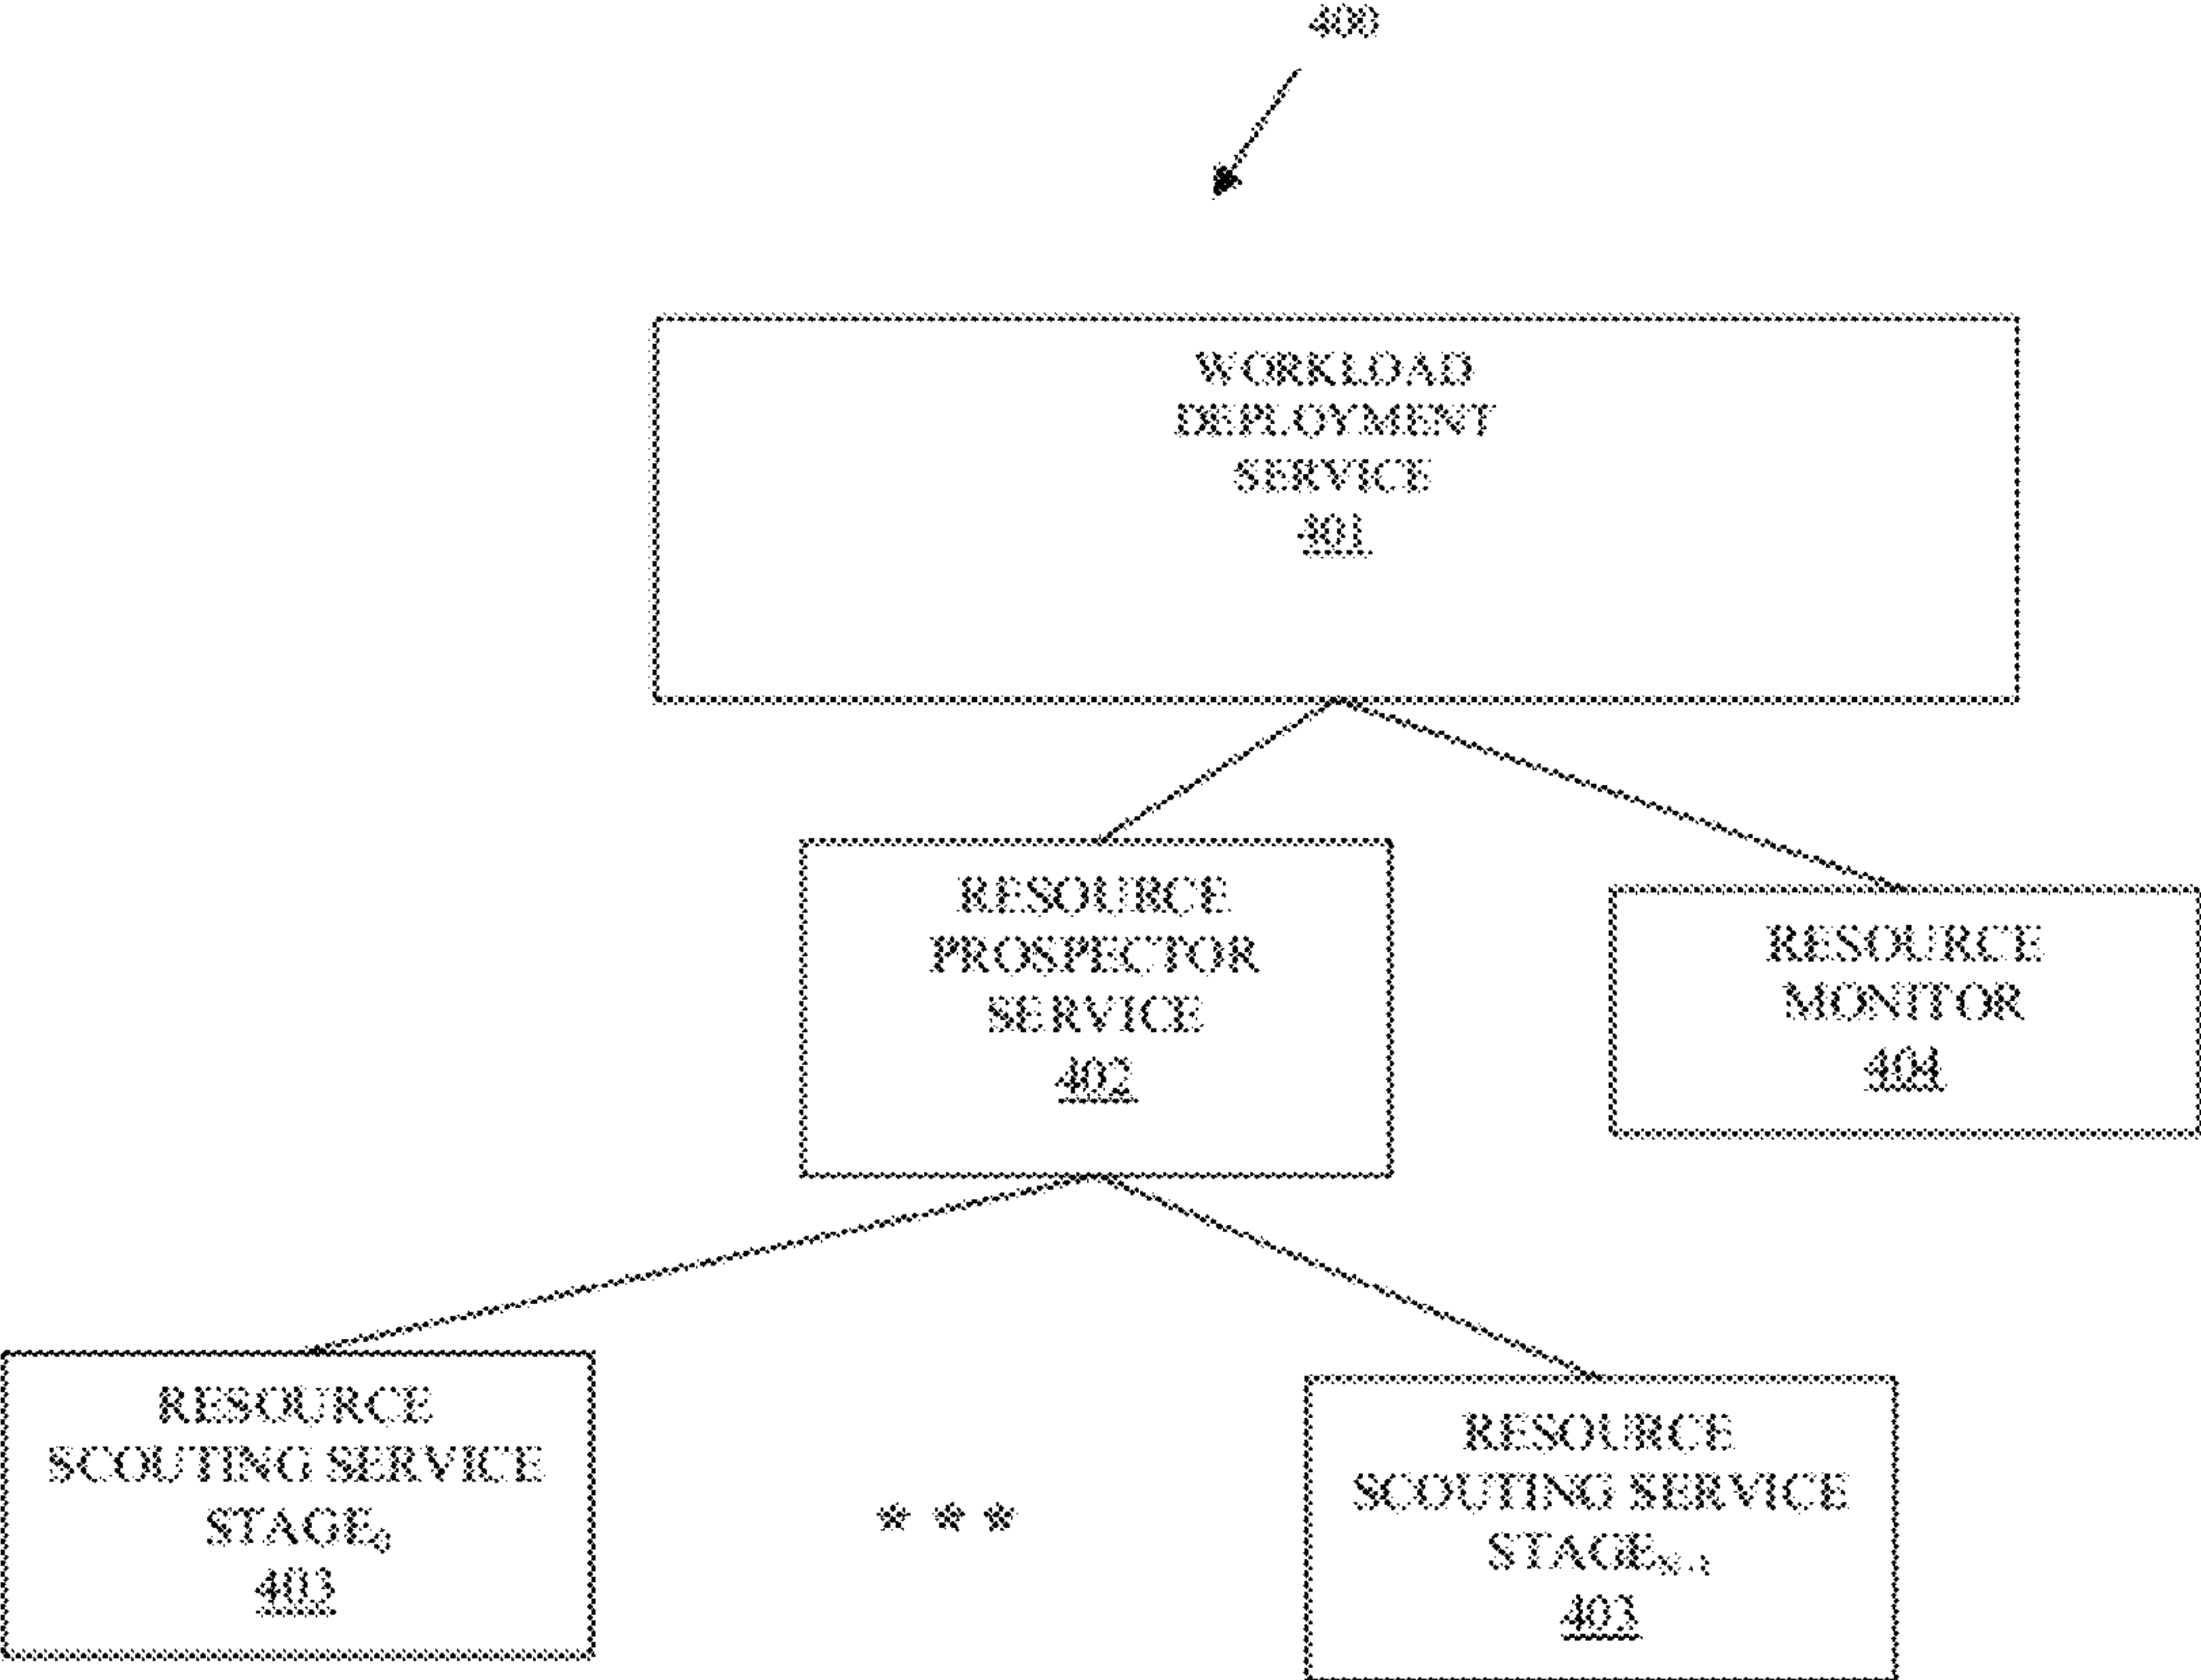 400
WORKLOAD
DEPLOYMENT
SERVICE
401
RESOURCE
PROSPECTOR
SERVICE
402
RESOURCE
MONITOR
404
RESOURCE
SCOUTING SERVICE
STAGE₀
403
* * *
RESOURCE
SCOUTING SERVICE
STAGE
403